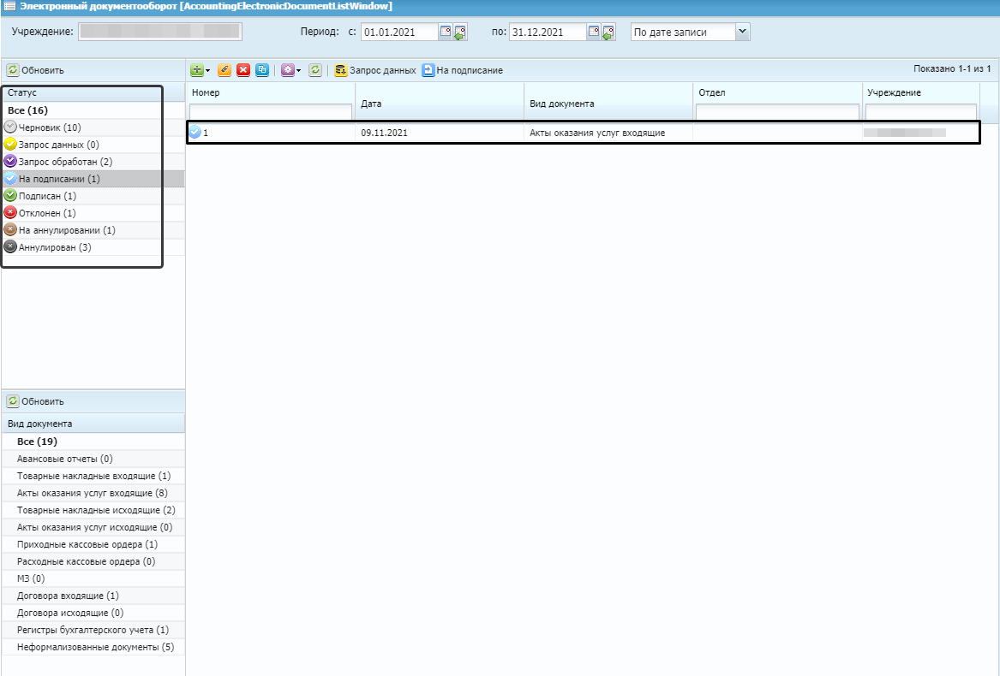 Электронный документооборот [AccountingElectronicDocumentListWindow]
Учреждение: Период: с: 01.01.2021 по: 31.12.2021 По дате записи
Обновить Запрос данных На подписание Показано 1-1 из 1
Статус
Все (16)
Черновик (10)
Запрос данных (0)
Запрос обработан (2)
На подписании (1)
Подписан (1)
Отклонен (1)
На аннулировании (1)
Аннулирован (3)
Номер Дата Вид документа Отдел Учреждение
1 09.11.2021 Акты оказания услуг входящие
Обновить
Вид документа
Все (19)
Авансовые отчеты (0)
Товарные накладные входящие (1)
Акты оказания услуг входящие (8)
Товарные накладные исходящие (2)
Акты оказания услуг исходящие (0)
Приходные кассовые ордера (1)
Расходные кассовые ордера (0)
МЗ (0)
Договора входящие (1)
Договора исходящие (0)
Регистры бухгалтерского учета (1)
Неформализованные документы (5)